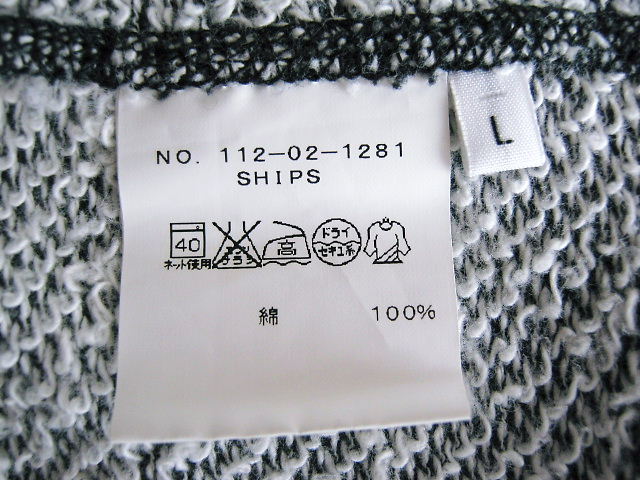 NO. 112-02-1281
SHIPS
L
40 高 ドライ
ネット使用 セキユ系
綿 100%